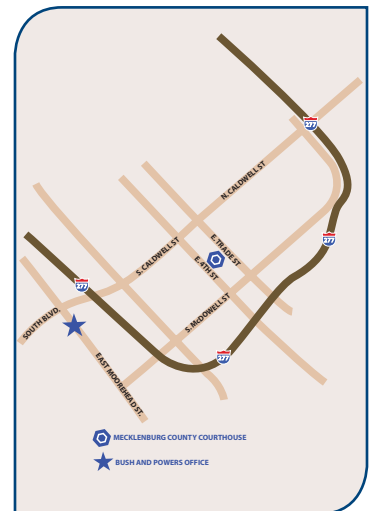 277
N. CALDWELL ST
E. TRADE ST
277
S. CALDWELL ST
E. 4TH ST
277
S. McDOWELL ST
SOUTH BLVD.
277
EAST MOOREHEAD ST.
MECKLENBURG COUNTY COURTHOUSE
BUSH AND POWERS OFFICE